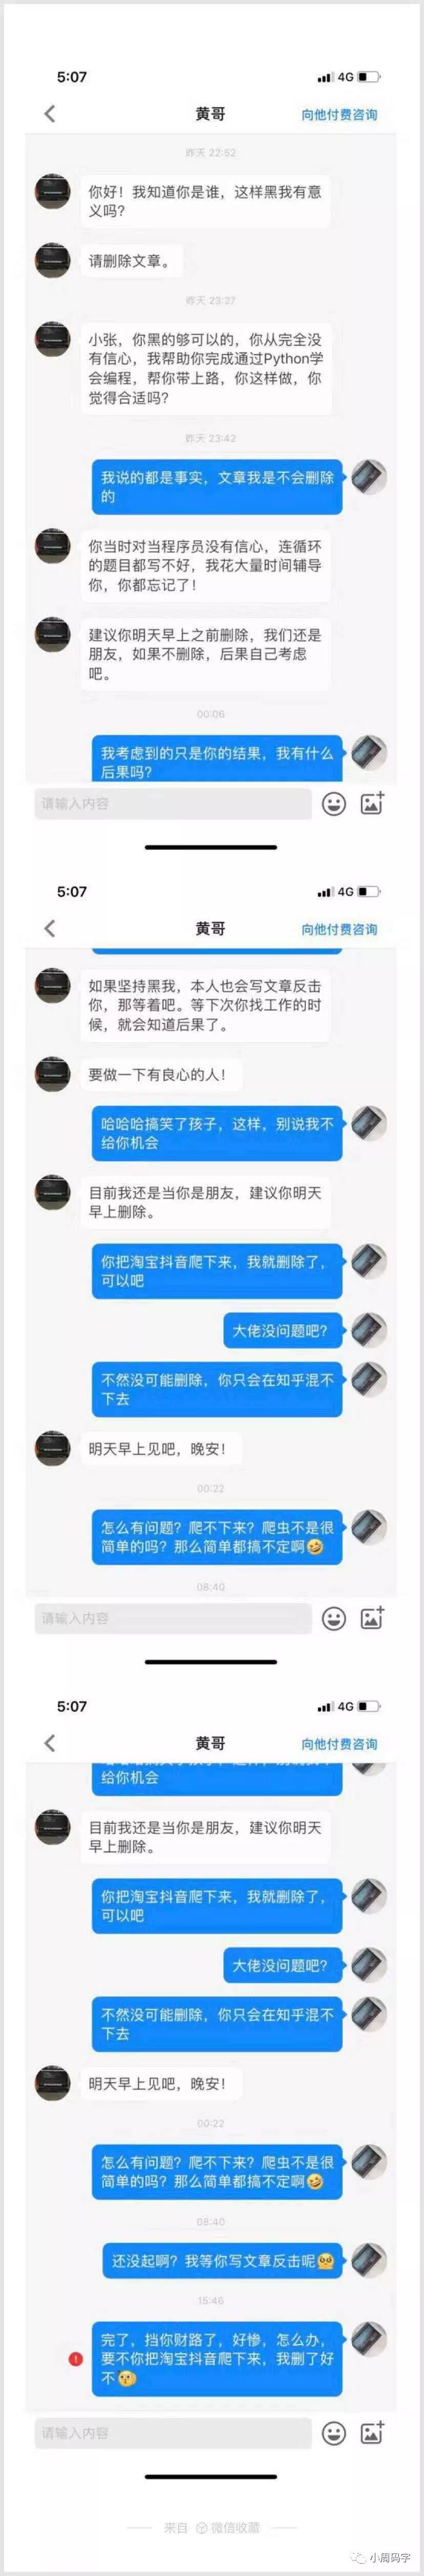 5:07
4G
黄哥
向他付费咨询
昨天 22:52
你好！我知道你是谁，这样黑我有意
义吗？
请删除文章。
昨天 23:27
小张，你黑的够可以的，你从完全没
有信心，我帮助你完成通过Python学
会编程，帮你带上路，你这样做，你
觉得合适吗？
昨天 23:42
我说的都是事实，文章我是不会删除
的
你当时对当程序员没有信心，连循环
的题目都写不好，我花大量时间辅导
你，你都忘记了！
建议你明天早上之前删除，我们还是
朋友，如果不删除，后果自己考虑
吧。
00:06
我考虑到的只是你的结果，我有什么
后果吗？
请输入内容
5:07
4G
黄哥
向他付费咨询
如果坚持黑我，本人也会写文章反击
你，那等着吧。等下次你找工作的时
候，就会知道后果了。
要做一下有良心的人！
哈哈哈搞笑了孩子，这样，别说我不
给你机会
目前我还是当你是朋友，建议你明天
早上删除。
你把淘宝抖音爬下来，我就删除了，
可以吧
大佬没问题吧？
不然没可能删除，你只会在知乎混不
下去
明天早上见吧，晚安！
00:22
怎么有问题？爬不下来？爬虫不是很
简单的吗？那么简单都搞不定啊🤣
08:40
请输入内容
5:07
4G
黄哥
向他付费咨询
给你机会
目前我还是当你是朋友，建议你明天
早上删除。
你把淘宝抖音爬下来，我就删除了，
可以吧
大佬没问题吧？
不然没可能删除，你只会在知乎混不
下去
明天早上见吧，晚安！
00:22
怎么有问题？爬不下来？爬虫不是很
简单的吗？那么简单都搞不定啊🤣
08:40
还没起啊？我等你写文章反击呢🥺
15:46
完了，挡你财路了，好惨，怎么办，
要不你把淘宝抖音爬下来，我删了好
不🤫
请输入内容
来自 微信收藏
小周码字